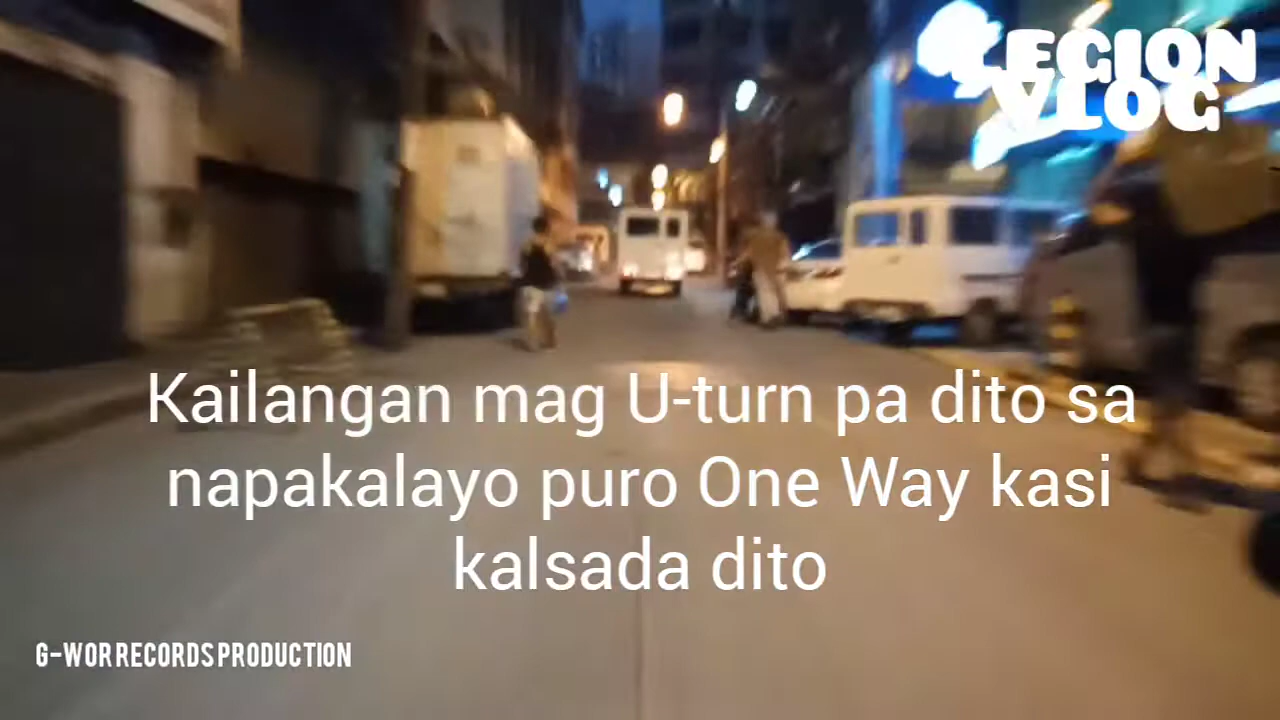 LEGION
VLOG
Kailangan mag U-turn pa dito sa
napakalayo puro One Way kasi
kalsada dito
G-WOR RECORDS PRODUCTION